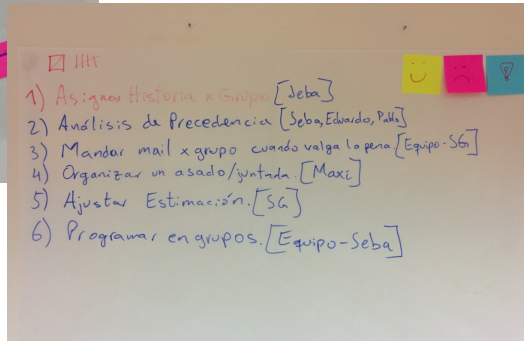 1) Asignar Historia x Grupo [Seba]
2) Análisis de Precedencia [Seba, Eduardo, Pablo]
3) Mandar mail x grupo cuando valga la pena. [Equipo-SG]
4) Organizar un asado/juntada. [Maxi]
5) Ajustar Estimación. [SG]
6) Programar en grupos. [Equipo-Seba]